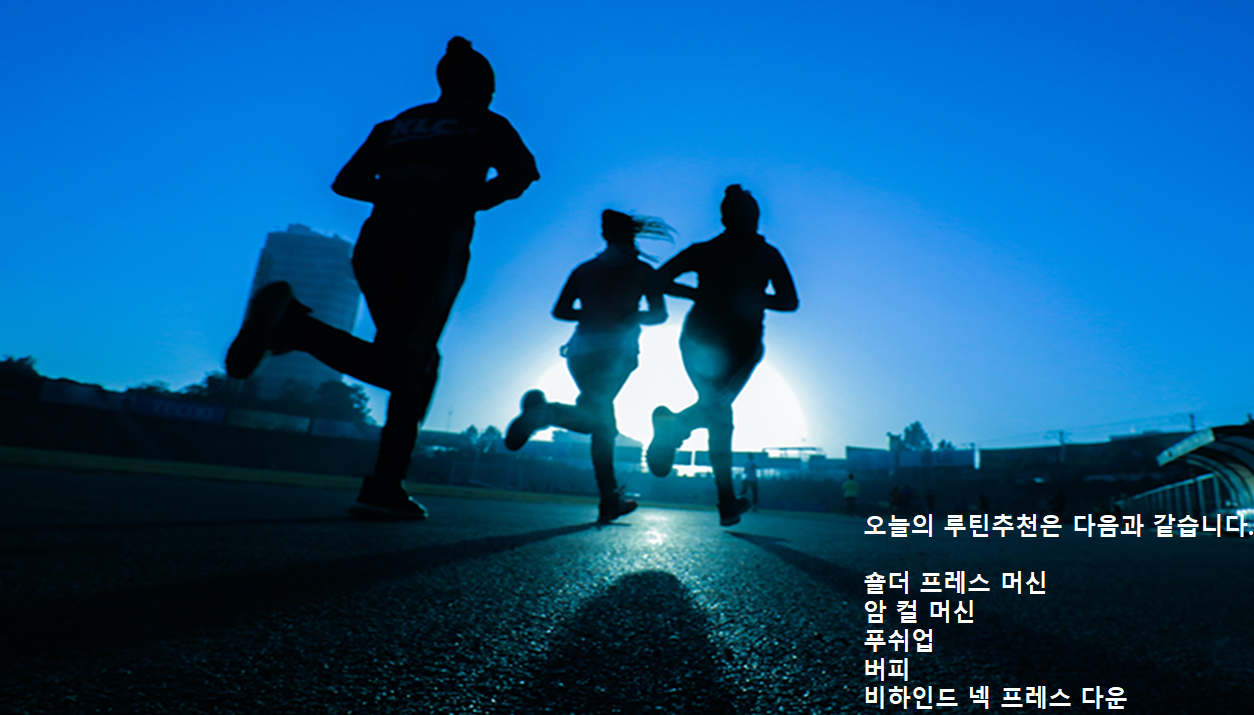 KLC
오늘의 루틴추천은 다음과 같습니다.
숄더 프레스 머신
암 컬 머신
푸쉬업
버피
비하인드 넥 프레스 다운